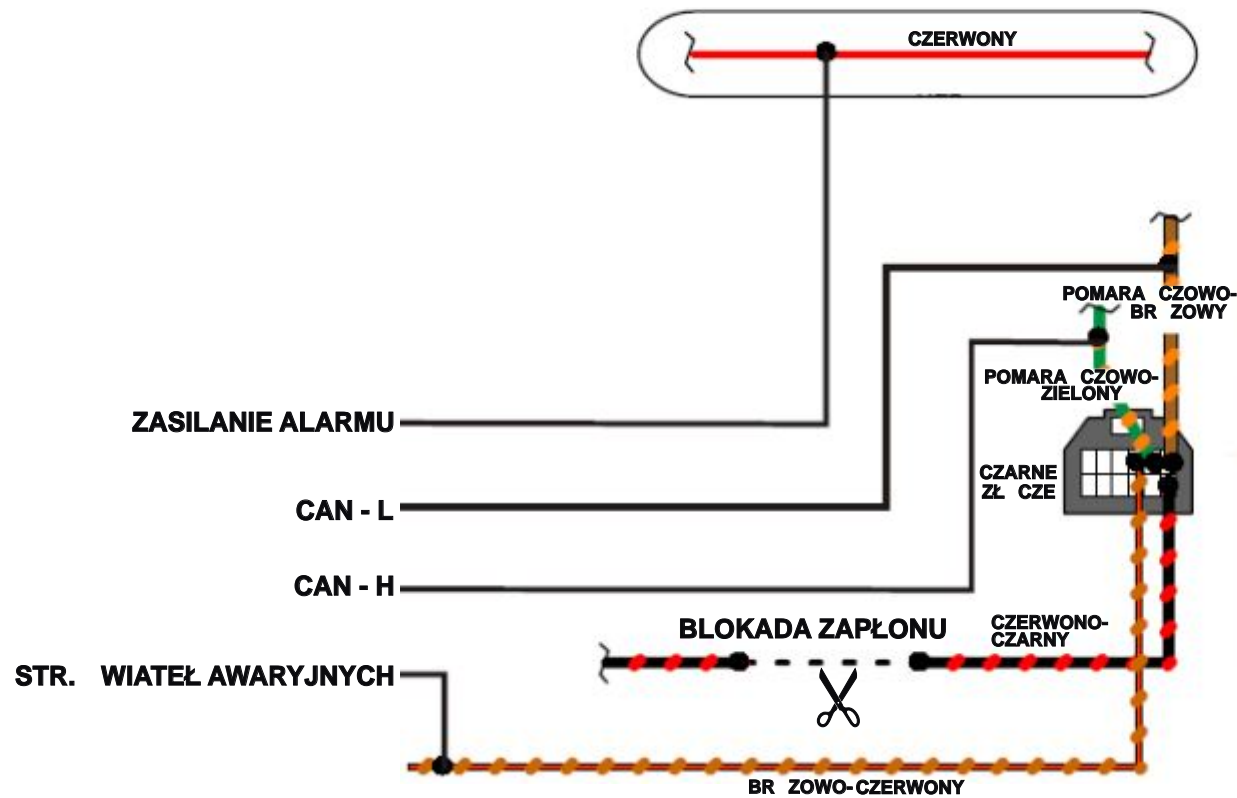 CZERWONY
POMARA CZOWO-
BR ZOWY
POMARA CZOWO-
ZIELONY
ZASILANIE ALARMU
CZARNE
ZŁ CZE
CAN - L
CAN - H
BLOKADA ZAPŁONU
CZERWONO-
CZARNY
STR. WIATEŁ AWARYJNYCH
BR ZOWO-CZERWONY